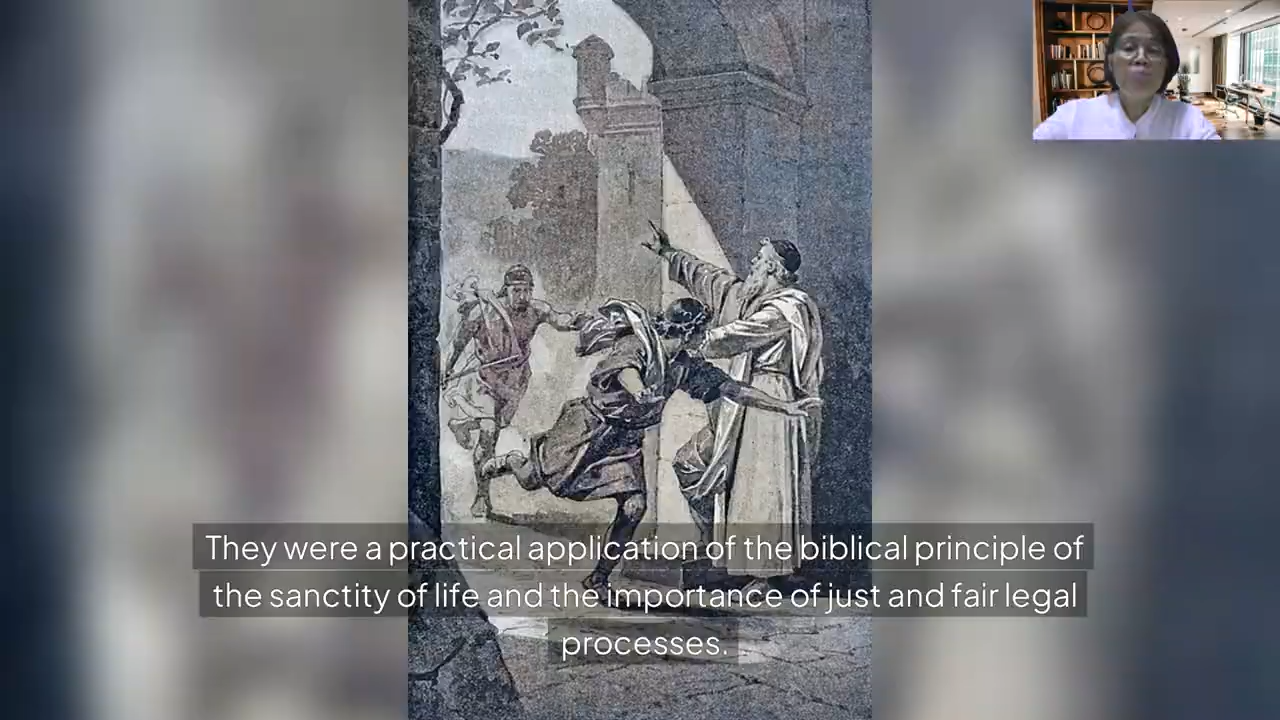 They were a practical application of the biblical principle of
the sanctity of life and the importance of just and fair legal
processes.